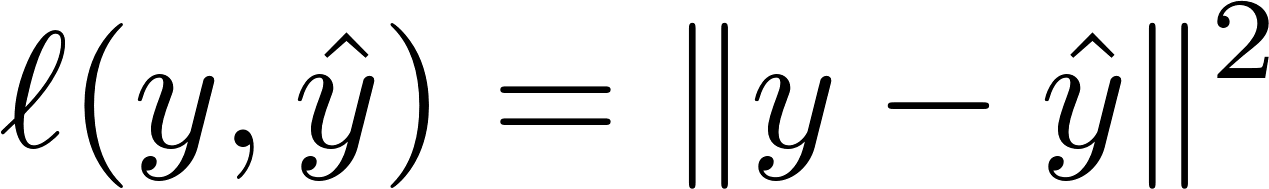 ℓ(y, ŷ) = ||y − ŷ||²